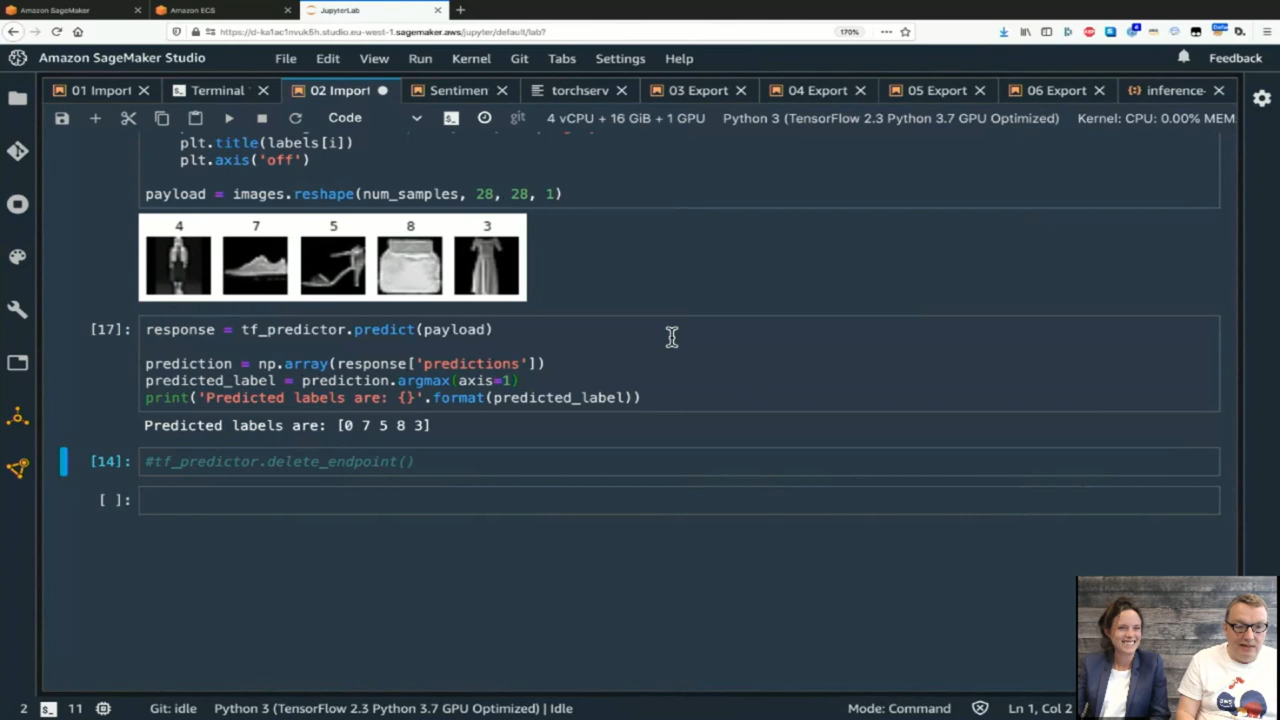 Amazon SageMaker
Amazon ECS
JupyterLab
https://d-ka1ac1nvuk5h.studio.eu-west-1.sagemaker.aws/jupyter/default/lab?
170%
Amazon SageMaker Studio
File Edit View Run Kernel Git Tabs Settings Help
Feedback
01 Import
Terminal
02 Import
Sentimen
torchserv
03 Export
04 Export
05 Export
06 Export
inference-
Code
git
4 vCPU + 16 GiB + 1 GPU
Python 3 (TensorFlow 2.3 Python 3.7 GPU Optimized)
Kernel: CPU: 0.00% MEM
plt.title(labels[i])
plt.axis('off')
payload = images.reshape(num_samples, 28, 28, 1)
4 7 5 8 3
[17]: response = tf_predictor.predict(payload)
prediction = np.array(response['predictions'])
predicted_label = prediction.argmax(axis=1)
print('Predicted labels are: {}'.format(predicted_label))
Predicted labels are: [0 7 5 8 3]
[14]: #tf_predictor.delete_endpoint()
[ ]:
aws
2 11 Git: idle Python 3 (TensorFlow 2.3 Python 3.7 GPU Optimized) | Idle
Mode: Command
Ln 1, Col 2